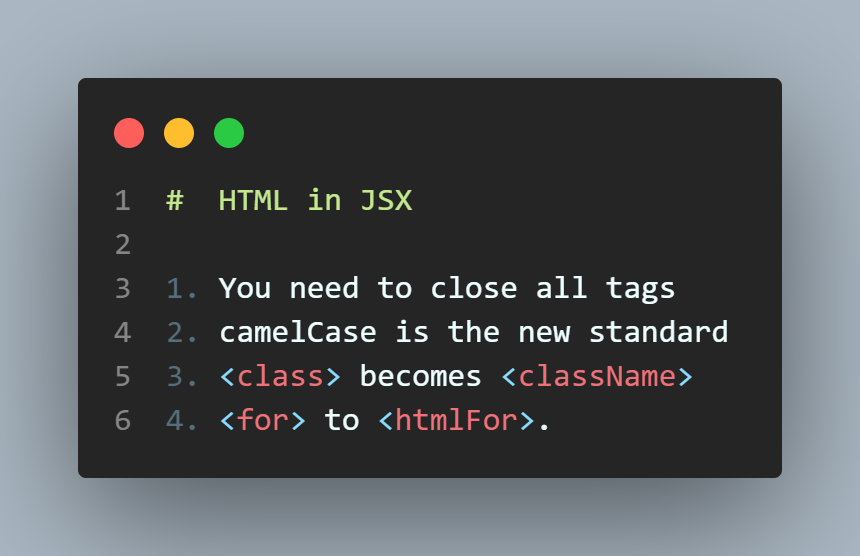 1 #  HTML in JSX
2
3 1. You need to close all tags
4 2. camelCase is the new standard
5 3. <class> becomes <className>
6 4. <for> to <htmlFor>.